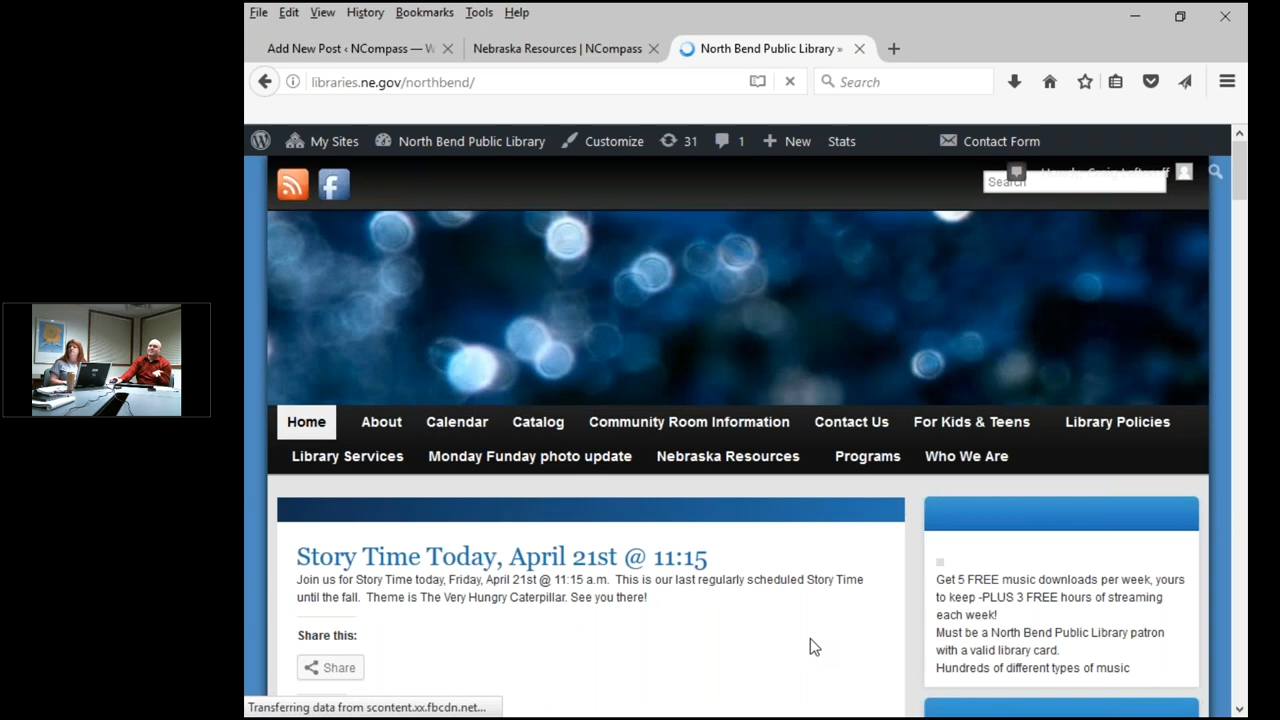 File Edit View History Bookmarks Tools Help
Add New Post ‹ NCompass — W
Nebraska Resources | NCompass
North Bend Public Library »
libraries.ne.gov/northbend/
Search
My Sites
North Bend Public Library
Customize
31
1
New
Stats
Contact Form
Search
Home About Calendar Catalog Community Room Information Contact Us For Kids & Teens Library Policies
Library Services Monday Funday photo update Nebraska Resources Programs Who We Are
Story Time Today, April 21st @ 11:15
Join us for Story Time today, Friday, April 21st @ 11:15 a.m. This is our last regularly scheduled Story Time
until the fall. Theme is The Very Hungry Caterpillar. See you there!
Share this:
Share
Get 5 FREE music downloads per week, yours
to keep -PLUS 3 FREE hours of streaming
each week!
Must be a North Bend Public Library patron
with a valid library card.
Hundreds of different types of music
Transferring data from scontent.xx.fbcdn.net...